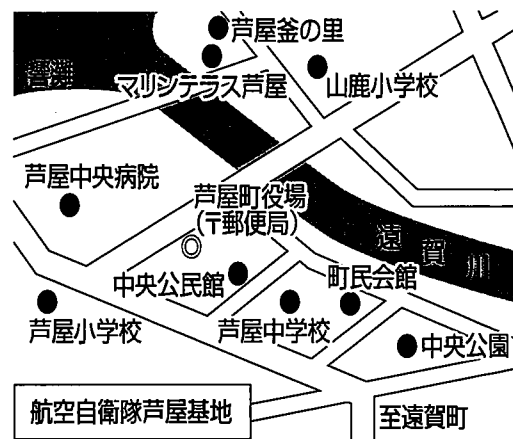 芦屋釜の里
響灘
マリンテラス芦屋
山鹿小学校
芦屋中央病院
芦屋町役場
(〒郵便局)
遠賀川
中央公民館
町民会館
芦屋小学校
芦屋中学校
中央公園
航空自衛隊芦屋基地
至遠賀町